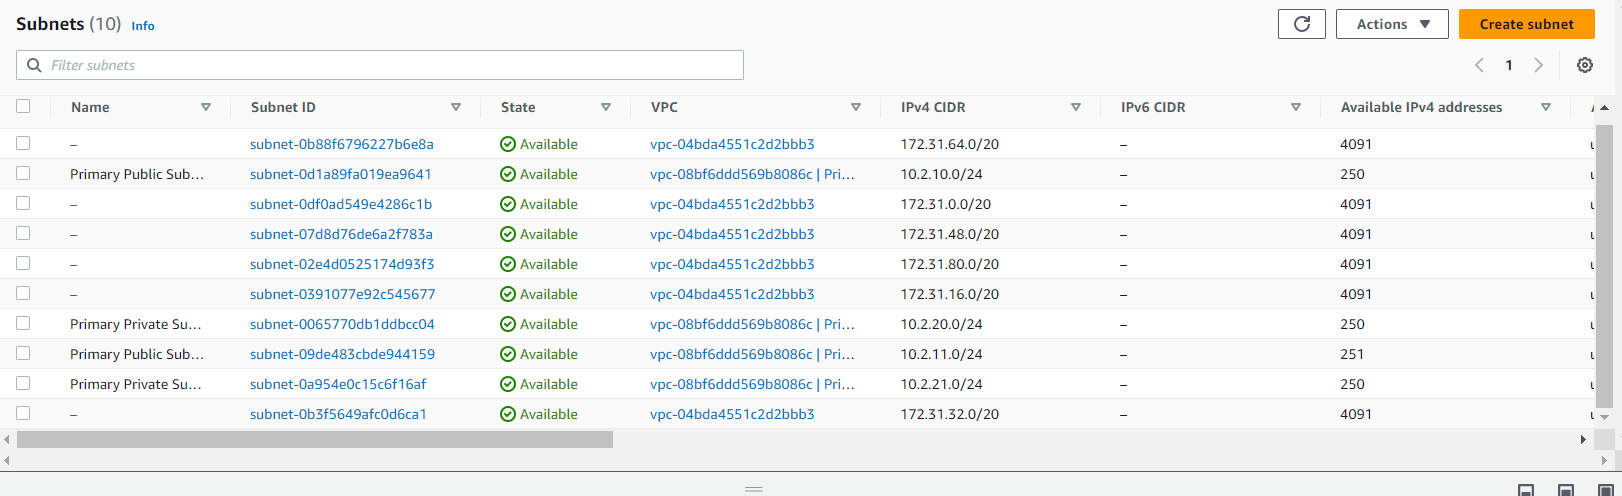 Subnets (10) Info Actions Create subnet
Filter subnets 1
Name Subnet ID State VPC IPv4 CIDR IPv6 CIDR Available IPv4 addresses
– subnet-0b88f6796227b6e8a Available vpc-04bda4551c2d2bbb3 172.31.64.0/20 – 4091
Primary Public Sub... subnet-0d1a89fa019ea9641 Available vpc-08bf6ddd569b8086c | Pri... 10.2.10.0/24 – 250
– subnet-0df0ad549e4286c1b Available vpc-04bda4551c2d2bbb3 172.31.0.0/20 – 4091
– subnet-07d8d76de6a2f783a Available vpc-04bda4551c2d2bbb3 172.31.48.0/20 – 4091
– subnet-02e4d0525174d93f3 Available vpc-04bda4551c2d2bbb3 172.31.80.0/20 – 4091
– subnet-0391077e92c545677 Available vpc-04bda4551c2d2bbb3 172.31.16.0/20 – 4091
Primary Private Su... subnet-0065770db1ddbcc04 Available vpc-08bf6ddd569b8086c | Pri... 10.2.20.0/24 – 250
Primary Public Sub... subnet-09de483cbde944159 Available vpc-08bf6ddd569b8086c | Pri... 10.2.11.0/24 – 251
Primary Private Su... subnet-0a954e0c15c6f16af Available vpc-08bf6ddd569b8086c | Pri... 10.2.21.0/24 – 250
– subnet-0b3f5649afc0d6ca1 Available vpc-04bda4551c2d2bbb3 172.31.32.0/20 – 4091